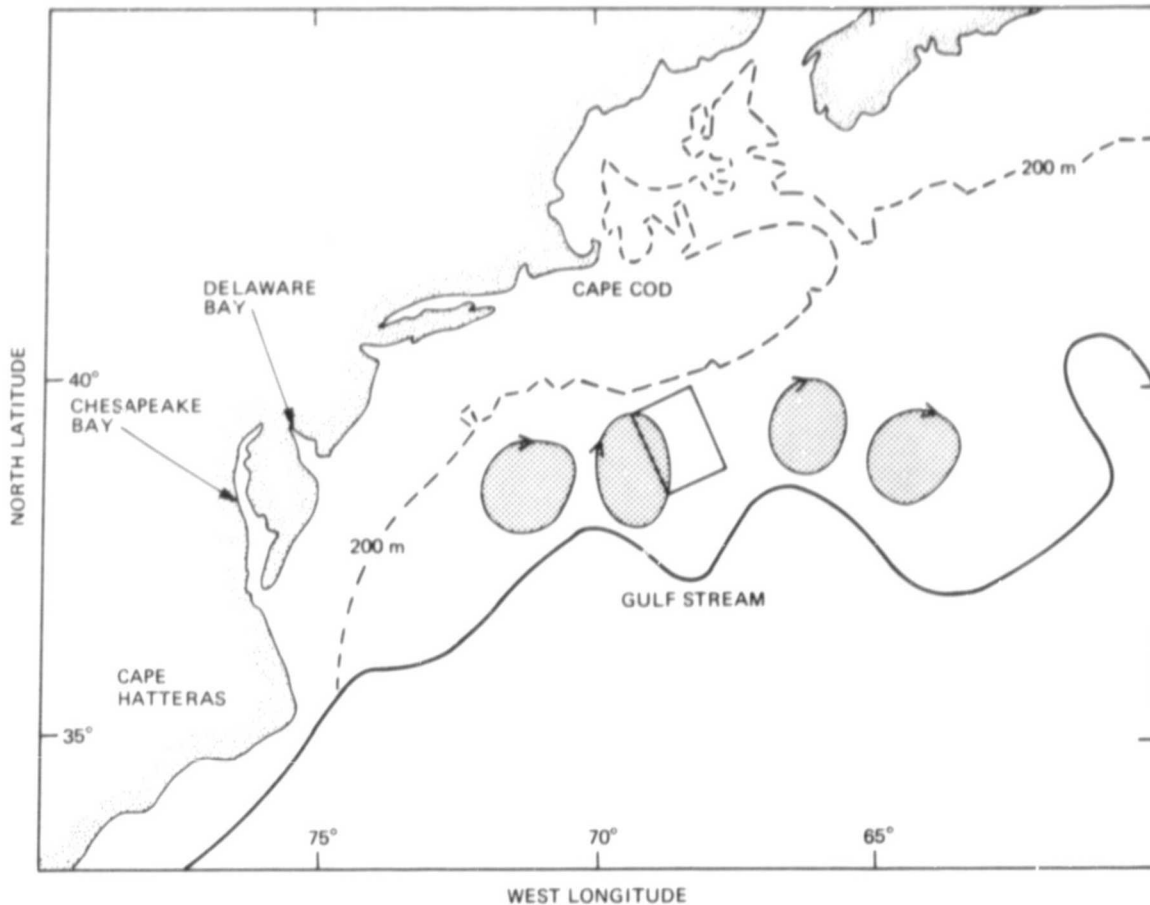 200 m
DELAWARE
BAY
CAPE COD
NORTH LATITUDE
40°
CHESAPEAKE
BAY
200 m
GULF STREAM
CAPE
HATTERAS
35°
75°
70°
65°
WEST LONGITUDE